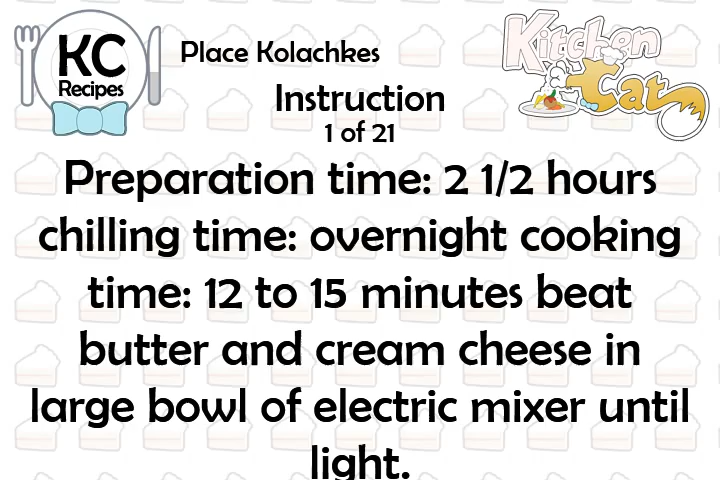 KC
Recipes
Place Kolachkes
Kitchen
Cat
Instruction
1 of 21
Preparation time: 2 1/2 hours
chilling time: overnight cooking
time: 12 to 15 minutes beat
butter and cream cheese in
large bowl of electric mixer until
light.